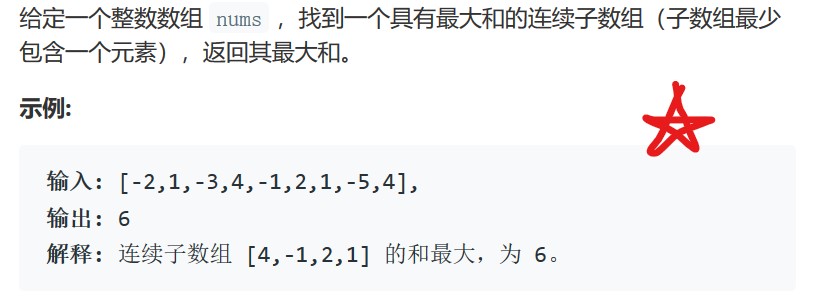 给定一个整数数组 nums ，找到一个具有最大和的连续子数组（子数组最少
包含一个元素），返回其最大和。
示例:
输入: [-2,1,-3,4,-1,2,1,-5,4],
输出: 6
解释: 连续子数组 [4,-1,2,1] 的和最大，为 6。